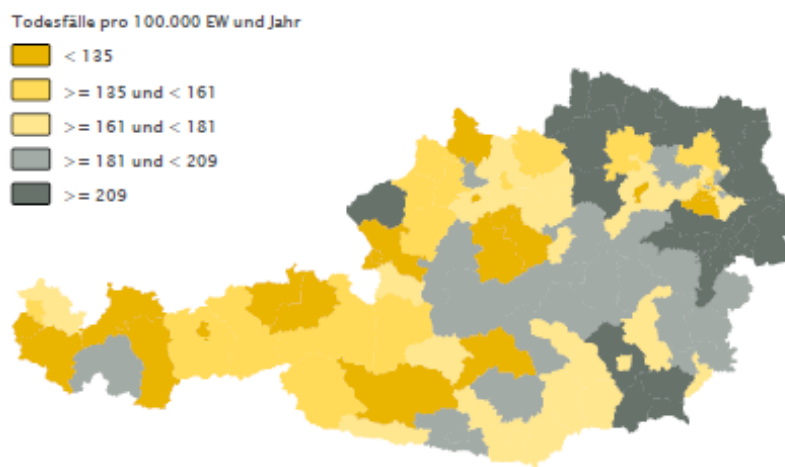 Todesfälle pro 100.000 EW und Jahr
< 135
>= 135 und < 161
>= 161 und < 181
>= 181 und < 209
>= 209